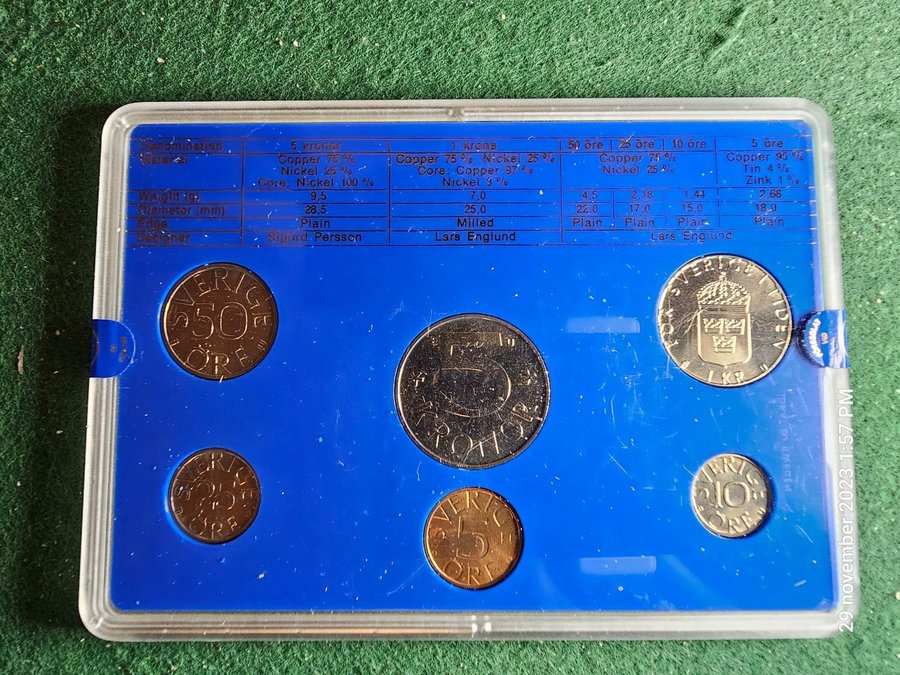 Denomination 5 kronor 1 krona 50 öre 25 öre 10 öre 5 öre
Material Copper 75 % Copper 75 % Nickel 25 % Copper 75 % Copper 95 %
Nickel 25 % Core: Copper 97 % Nickel 25 % Tin 4 %
Core: Nickel 100 % Nickel 3 % Zink 1 %
Weight (g) 9,5 7,0 4,5 2,18 1,44 2,68
Diameter (mm) 28,5 25,0 22,0 17,0 15,0 18,0
Edge Plain Milled Plain Plain Plain Plain
Designer Sigurd Persson Lars Englund Lars Englund
SVERIGE
50
ÖRE
U
5
KRONOR
FÖR SVERIGE I TIDEN
1 KR
U
SVERIGE
25
ÖRE
SVERIGE
5
ÖRE
SVERIGE
10
ÖRE
29 november 2023 1:57 PM